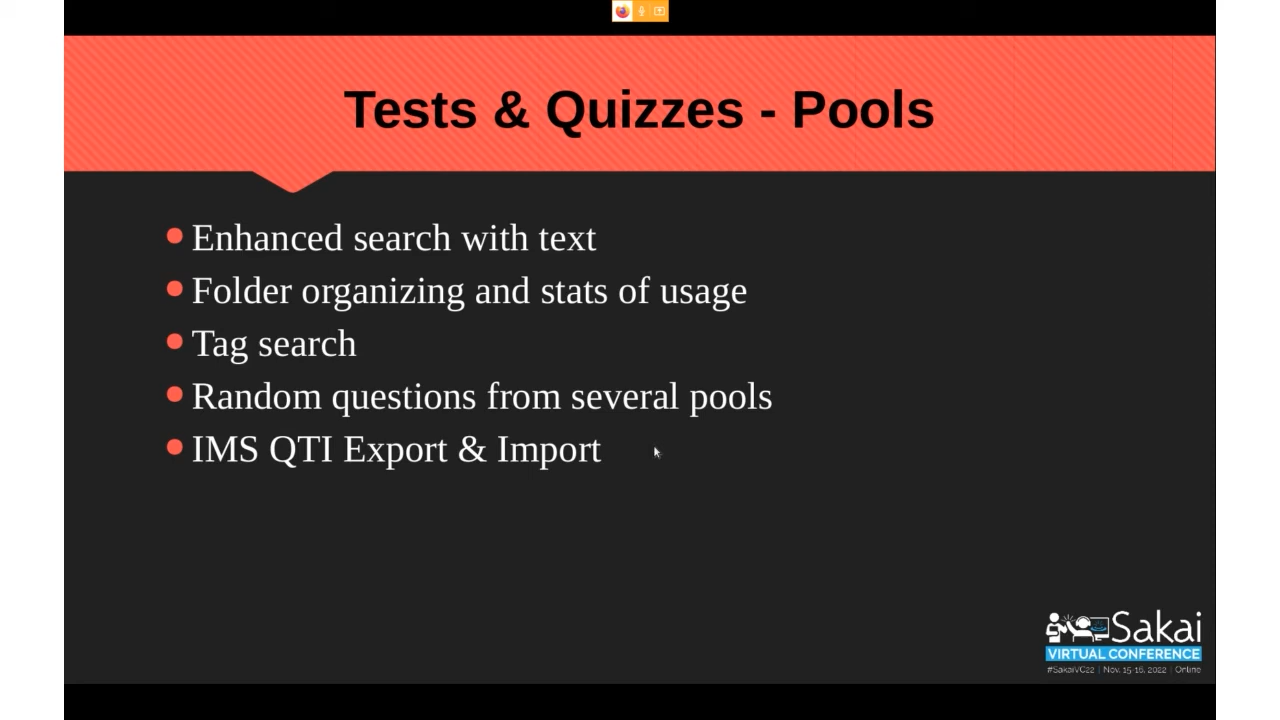 Tests & Quizzes - Pools
Enhanced search with text
Folder organizing and stats of usage
Tag search
Random questions from several pools
IMS QTI Export & Import
Sakai
VIRTUAL CONFERENCE
#SakaiVC22 | Nov. 15-16, 2022 | Online